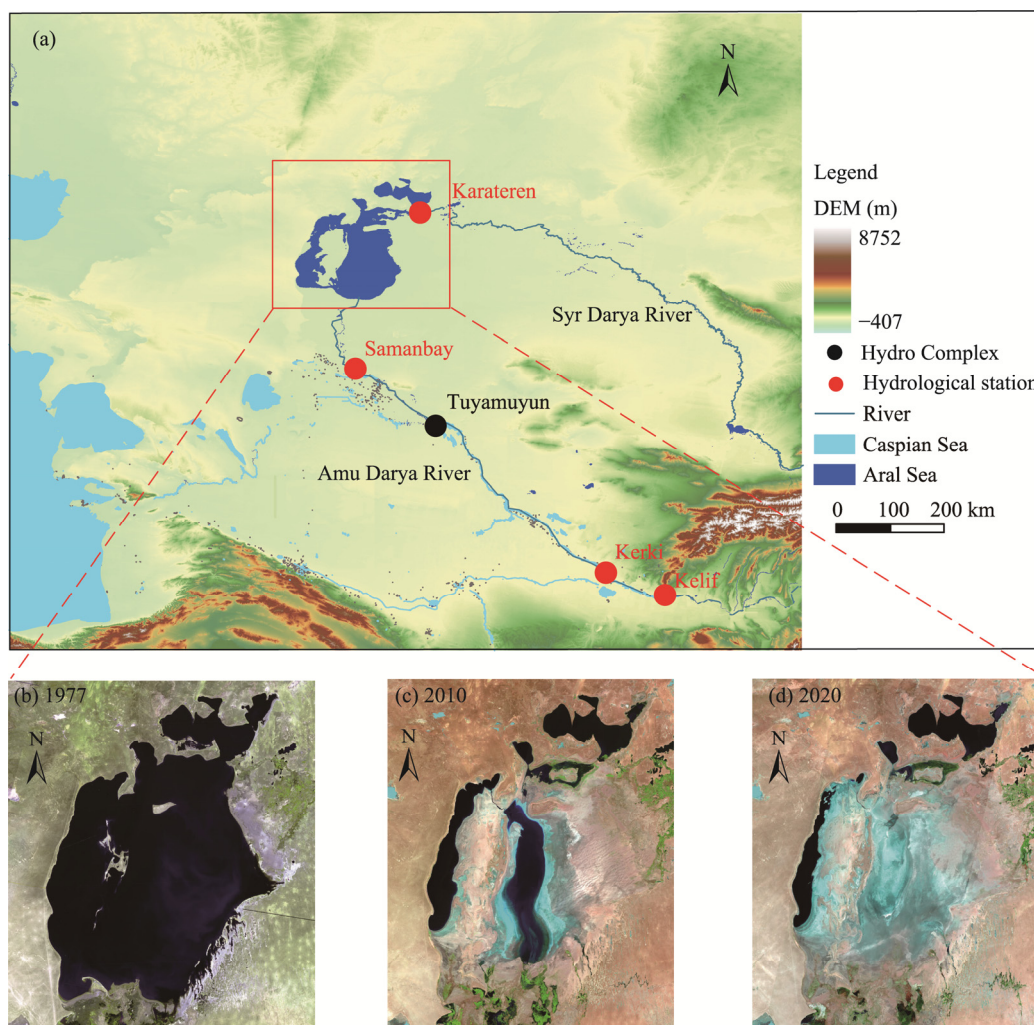 (a)
N
Karateren
Syr Darya River
Samanbay
Tuyamuyun
Amu Darya River
Kerki
Kelif
Legend
DEM (m)
8752
−407
Hydro Complex
Hydrological station
River
Caspian Sea
Aral Sea
0 100 200 km
(b) 1977
N
(c) 2010
N
(d) 2020
N